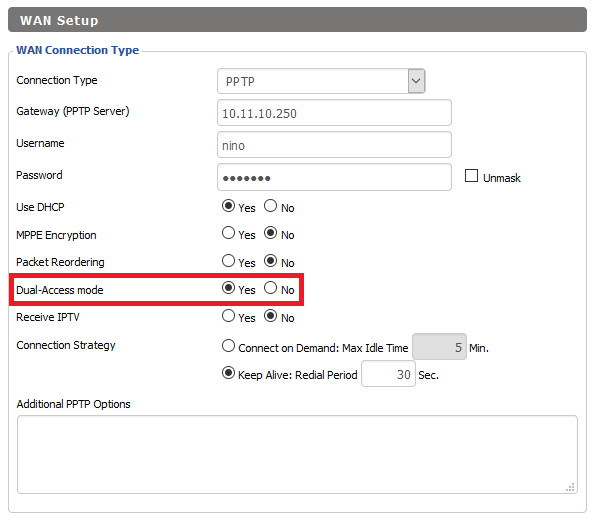 WAN Setup
WAN Connection Type
Connection Type PPTP
Gateway (PPTP Server) 10.11.10.250
Username nino
Password ●●●●●●● Unmask
Use DHCP Yes No
MPPE Encryption Yes No
Packet Reordering Yes No
Dual-Access mode Yes No
Receive IPTV Yes No
Connection Strategy Connect on Demand: Max Idle Time 5 Min.
Keep Alive: Redial Period 30 Sec.
Additional PPTP Options